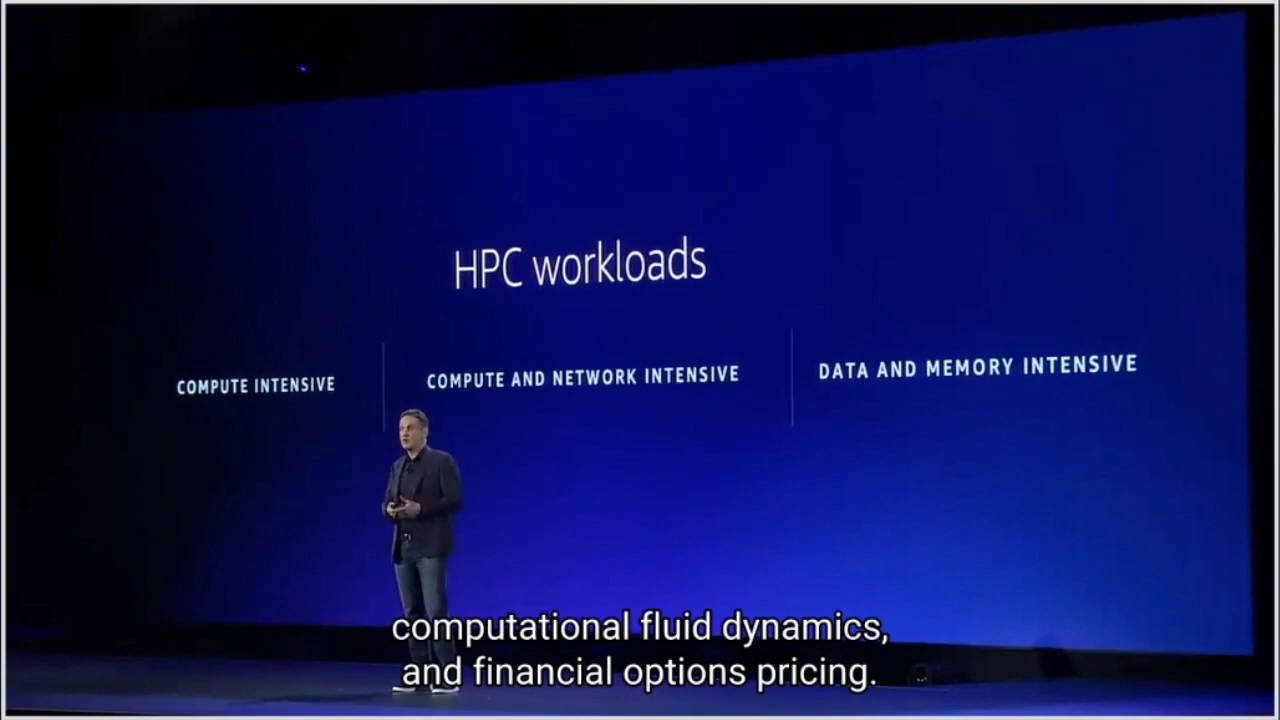 HPC workloads
COMPUTE INTENSIVE
COMPUTE AND NETWORK INTENSIVE
DATA AND MEMORY INTENSIVE
computational fluid dynamics,
and financial options pricing.